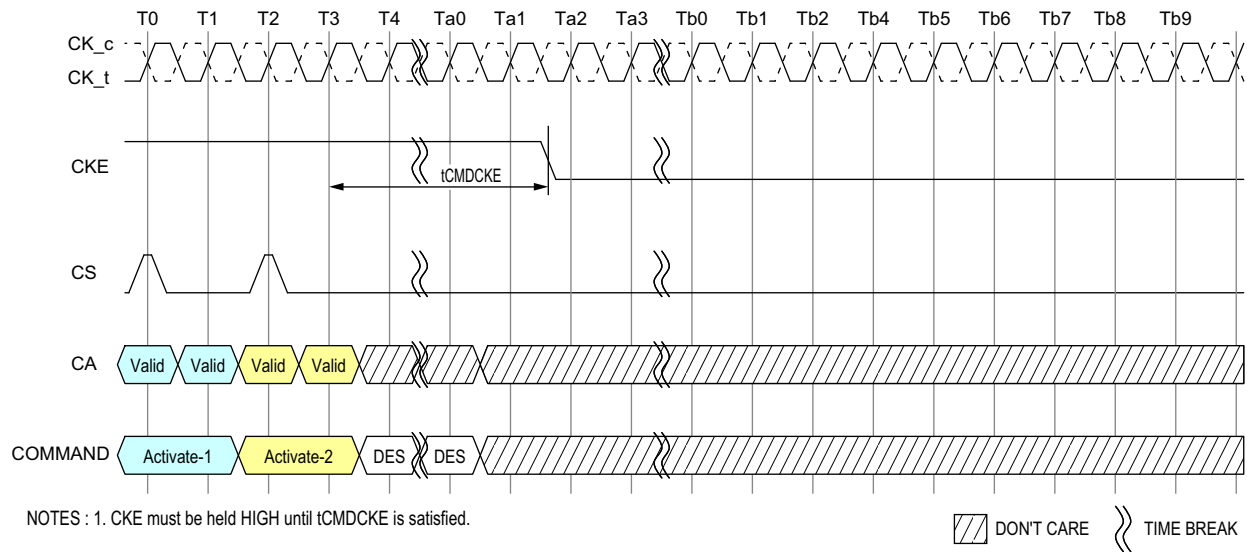 T0 T1 T2 T3 T4 Ta0 Ta1 Ta2 Ta3 Tb0 Tb1 Tb2 Tb4 Tb5 Tb6 Tb7 Tb8 Tb9
CK_c
CK_t
CKE
tCMDCKE
CS
CA Valid Valid Valid Valid
COMMAND Activate-1 Activate-2 DES DES
NOTES : 1. CKE must be held HIGH until tCMDCKE is satisfied.
DON'T CARE TIME BREAK